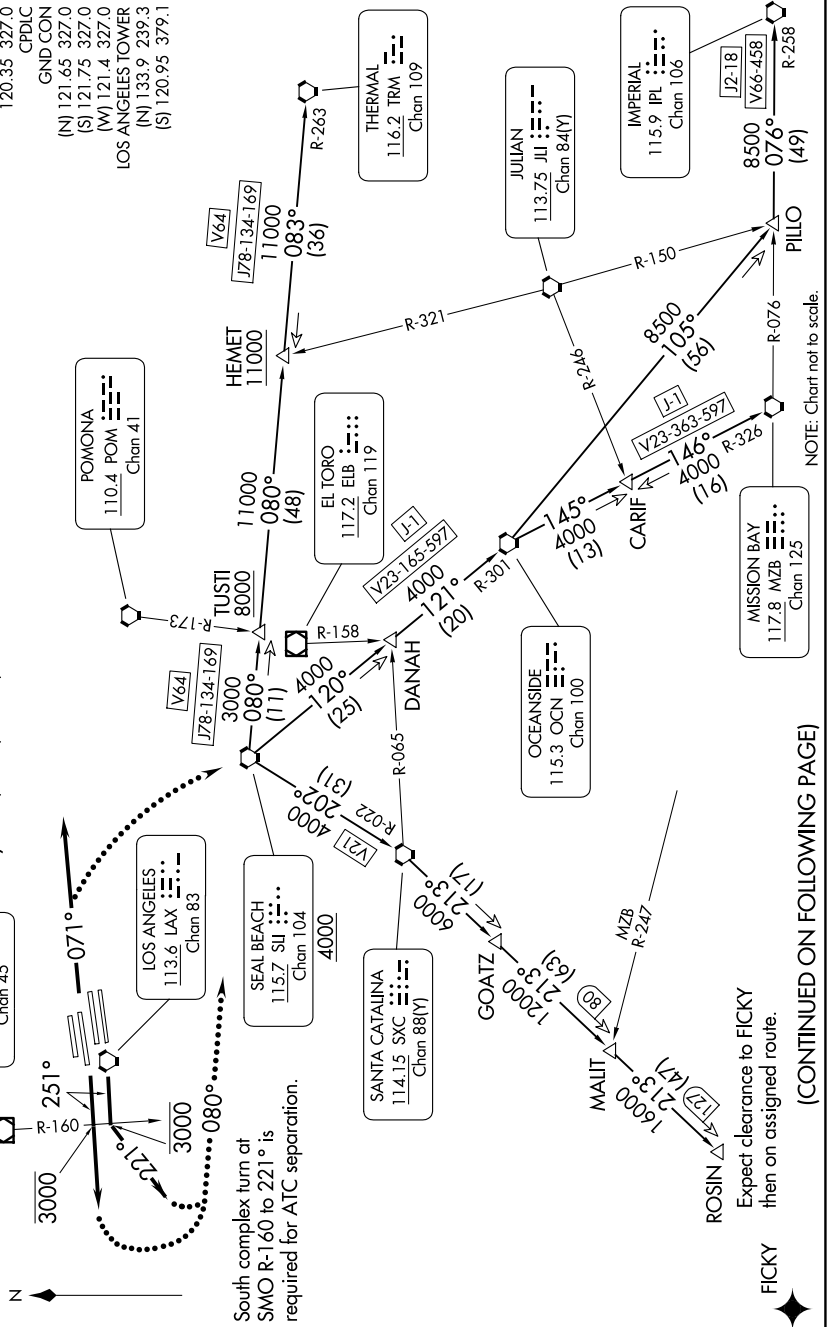 120.35 327.0
CPDLC
GND CON
(N) 121.65 327.0
(S) 121.75 327.0
(W) 121.4 327.0
LOS ANGELES TOWER
(N) 133.9 239.3
(S) 120.95 379.1
Chan 45
N
3000
R-160
251°
3000
221°
080°
071°
South complex turn at
SMO R-160 to 221° is
required for ATC separation.
LOS ANGELES
113.6 LAX
Chan 83
SEAL BEACH
115.7 SLI
Chan 104
4000
POMONA
110.4 POM
Chan 41
R-173
V64
J78-134-169
3000
080°
(11)
TUSTI
8000
11000
080°
(48)
HEMET
11000
V64
J78-134-169
11000
083°
(36)
R-263
THERMAL
116.2 TRM
Chan 109
EL TORO
117.2 ELB
Chan 119
R-158
4000
120°
(25)
DANAH
R-065
J-1
V23-165-597
4000
121°
(20)
R-301
OCEANSIDE
115.3 OCN
Chan 100
145°
4000
(13)
CARIF
J-1
V23-363-597
146°
4000
(16)
R-326
MISSION BAY
117.8 MZB
Chan 125
JULIAN
113.75 JLI
Chan 84(Y)
R-321
R-246
R-150
8500
105°
(56)
PILLO
R-076
J2-18
V66-458
8500
076°
(49)
R-258
IMPERIAL
115.9 IPL
Chan 106
4000
202°
(31)
R-022
V21
SANTA CATALINA
114.15 SXC
Chan 88(Y)
6000
213°
(17)
GOATZ
12000
213°
(63)
80
MALIT
MZB
R-247
16000
213°
(47)
127
ROSIN
FICKY
Expect clearance to FICKY
then on assigned route.
NOTE: Chart not to scale.
(CONTINUED ON FOLLOWING PAGE)